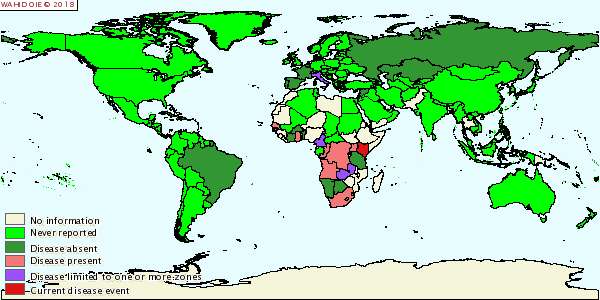 WAHID OIE © 2018
No information
Never reported
Disease absent
Disease present
Disease limited to one or more zones
Current disease event